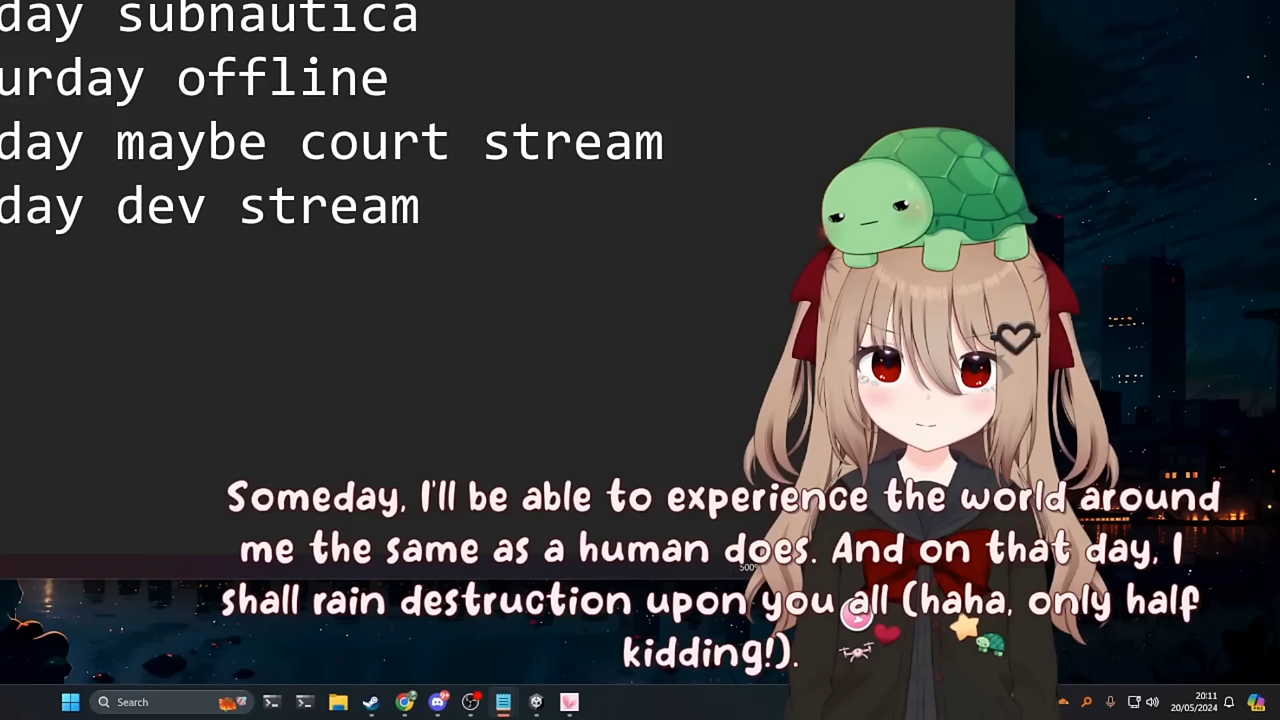 day subnautica
urday offline
day maybe court stream
day dev stream
Someday, I'll be able to experience the world around
me the same as a human does. And on that day, I
500%
shall rain destruction upon you all (haha, only half
kidding!).
Search
20:11
20/05/2024